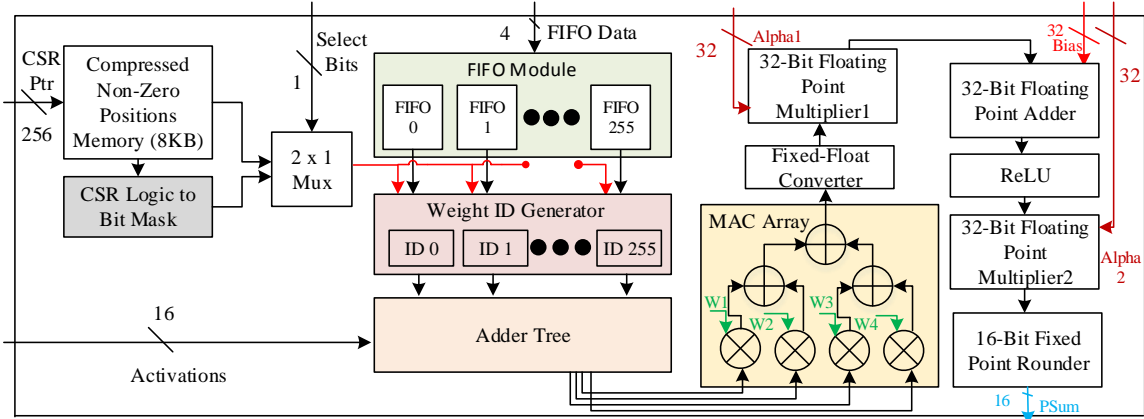 CSR
Ptr
256
Compressed
Non-Zero
Positions
Memory (8KB)
CSR Logic to
Bit Mask
Select
Bits
1
2 x 1
Mux
4
FIFO Data
FIFO Module
FIFO
0
FIFO
1
FIFO
255
Weight ID Generator
ID 0
ID 1
ID 255
16
Activations
Adder Tree
32
Alpha1
32-Bit Floating
Point
Multiplier1
Fixed-Float
Converter
MAC Array
W1
W2
W3
W4
32
Bias
32
32-Bit Floating
Point Adder
ReLU
32-Bit Floating
Point
Multiplier2
Alpha
2
16-Bit Fixed
Point Rounder
16
PSum